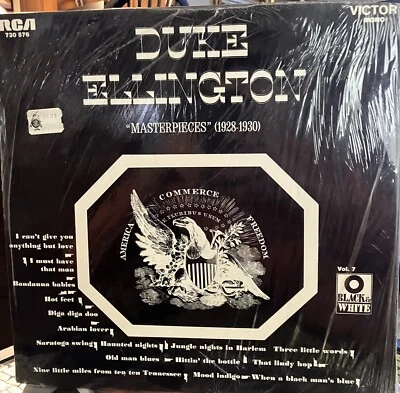 RCA
730 576
VICTOR
MONO
DUKE
ELLINGTON
"MASTERPIECES" (1928-1930)
AMERICA
COMMERCE
FREEDOM
E PLURIBUS UNUM
I can't give you
anything but love
I must have
that man
Bandanna babies
Hot feet
Diga diga doo
Arabian lover
Saratoga swing Haunted nights Jungle nights in Harlem Three little words
Old man blues Hittin' the bottle That lindy hop
Nine little miles from ten ten Tennessee Mood indigo When a black man's blue
Vol. 7
BLACK &
WHITE